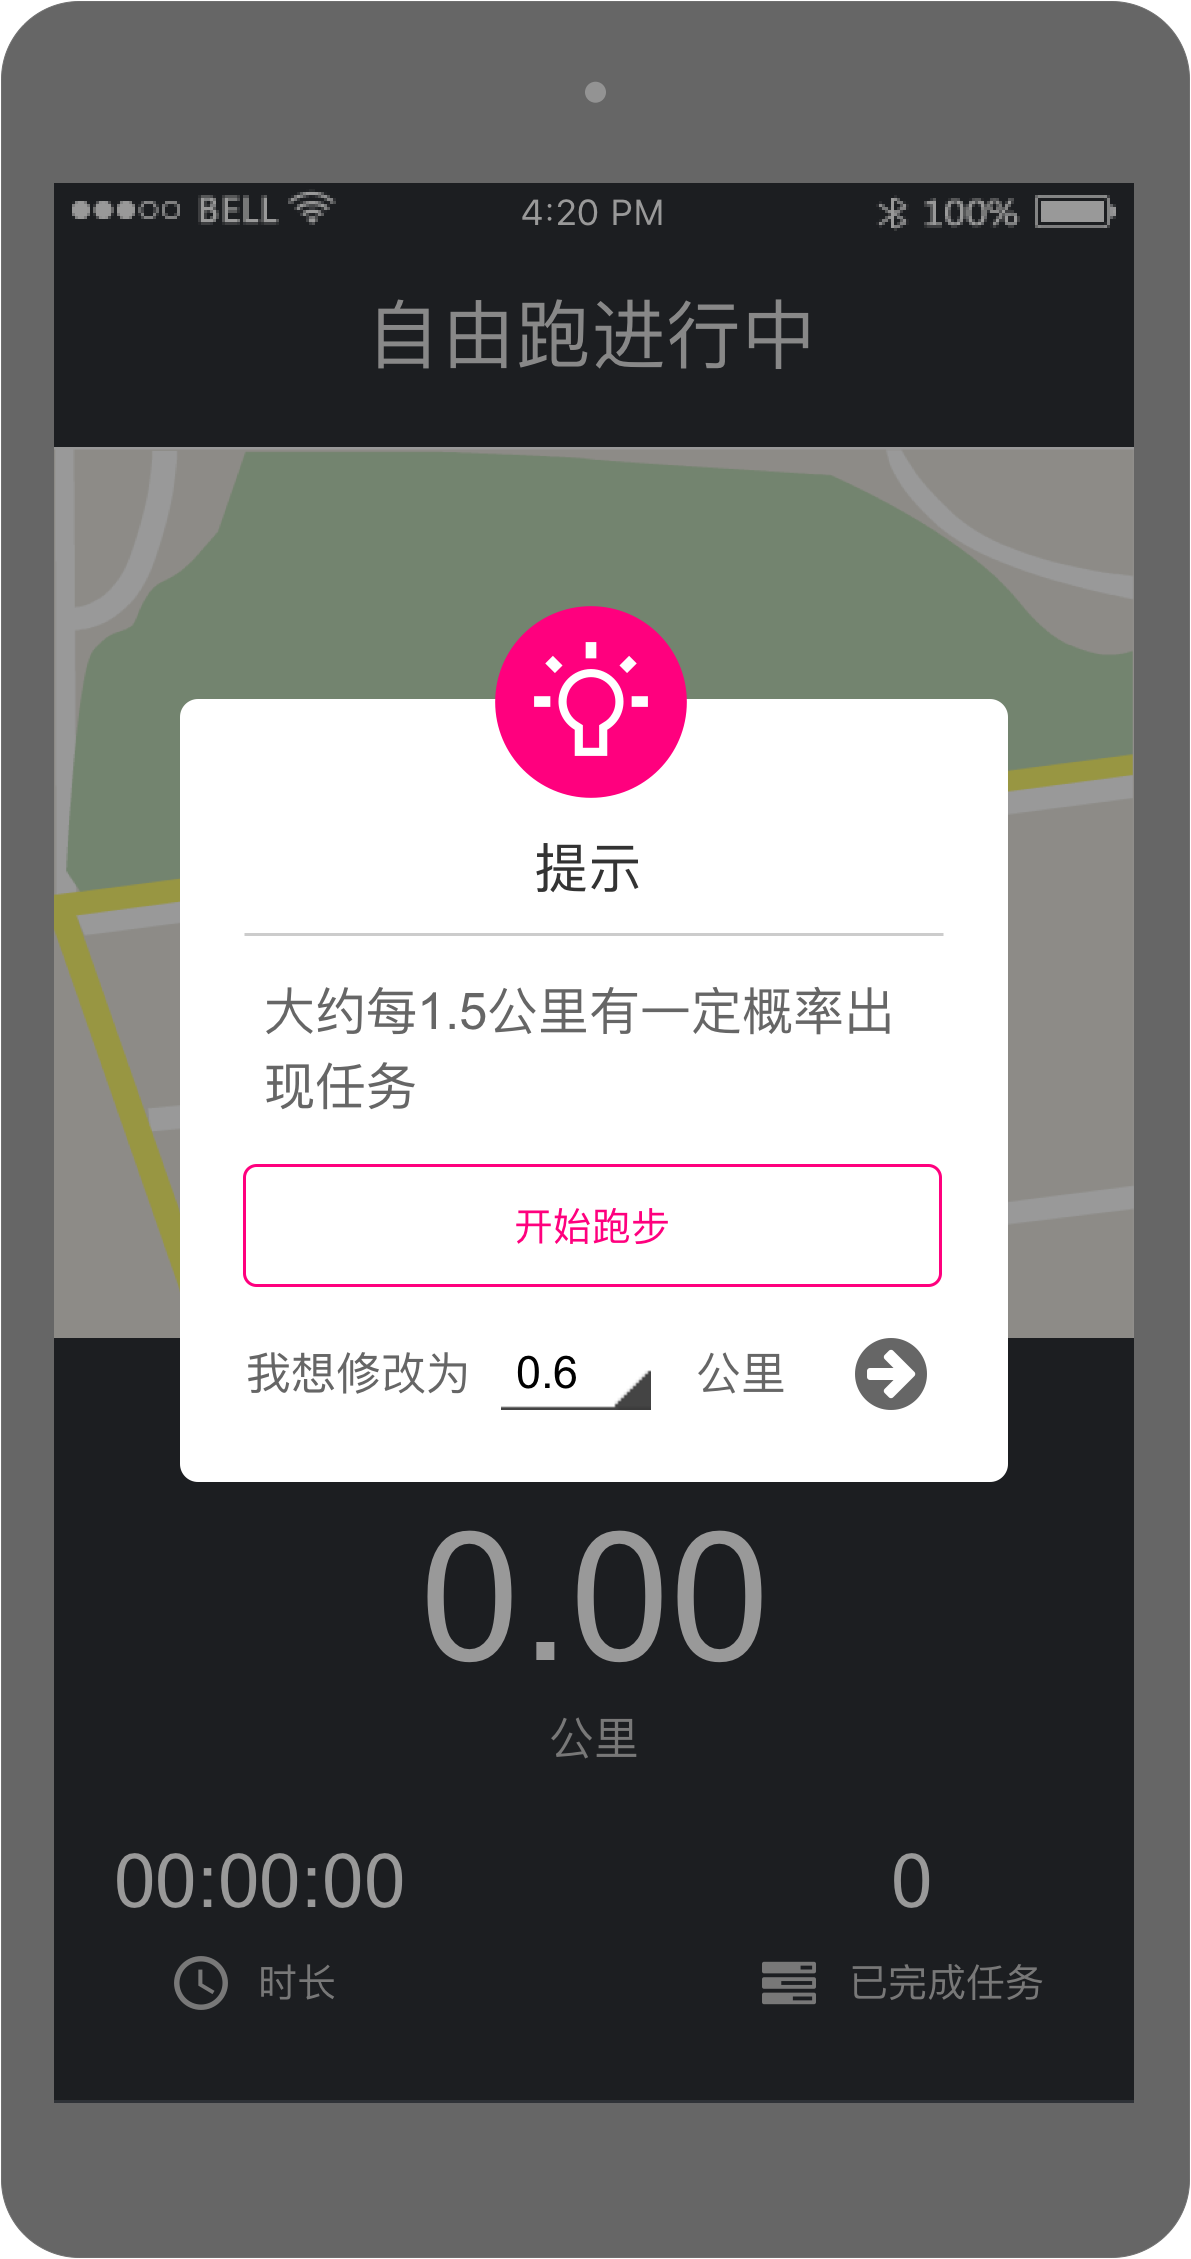 BELL 4:20 PM 100%
自由跑进行中
提示
大约每1.5公里有一定概率出
现任务
开始跑步
我想修改为 0.6 公里
0.00
公里
00:00:00 0
时长 已完成任务